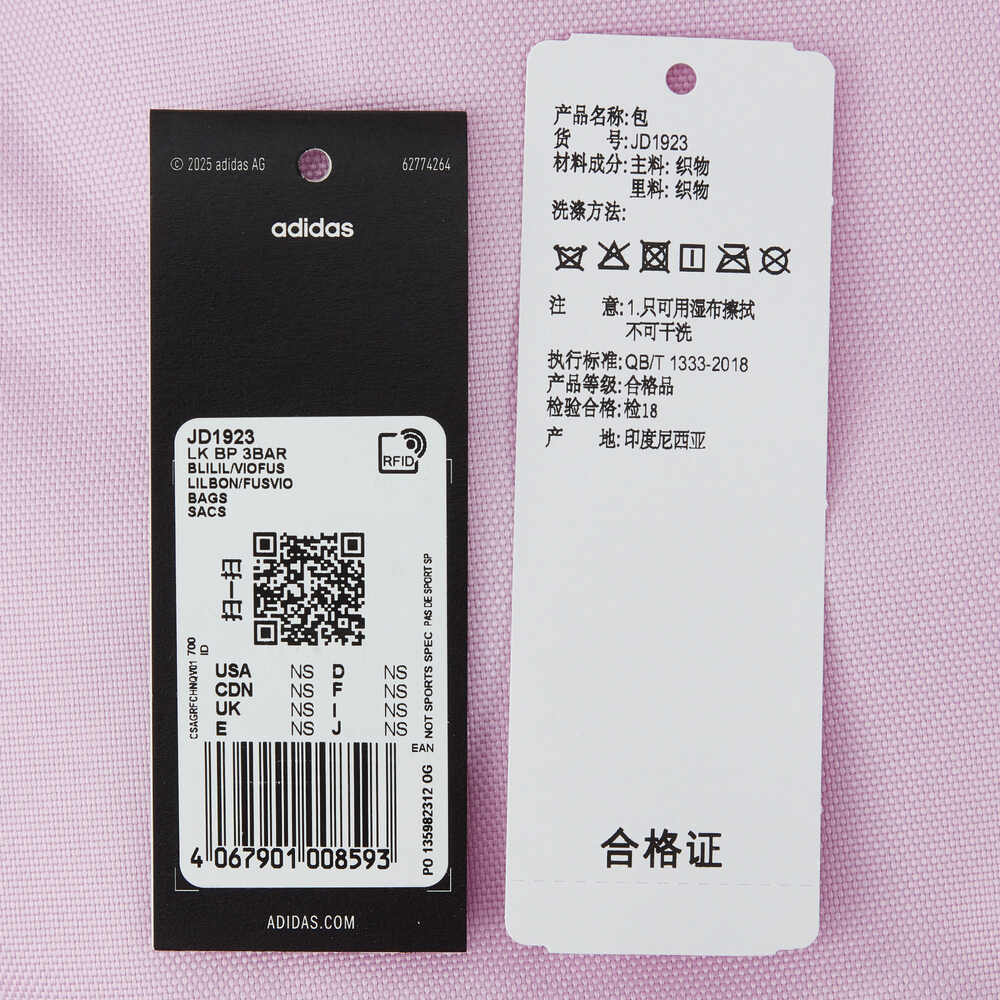 © 2025 adidas AG
62774264
adidas
JD1923
LK BP 3BAR
BLILIL/VIOFUS
LILBON/FUSVIO
BAGS
SACS
RFID
扫一扫
CSAGRFCHNQV01 700
ID
USA NS D NS
CDN NS F NS
UK NS I NS
E NS J NS
EAN
NOT SPORTS SPEC PAS DE SPORT SP
PO 135982312 OG
4 067901 008593
ADIDAS.COM
产品名称:包
货 号:JD1923
材料成分:主料: 织物
里料: 织物
洗涤方法:
注 意:1.只可用湿布擦拭
不可干洗
执行标准:QB/T 1333-2018
产品等级:合格品
检验合格:检18
产 地:印度尼西亚
合格证